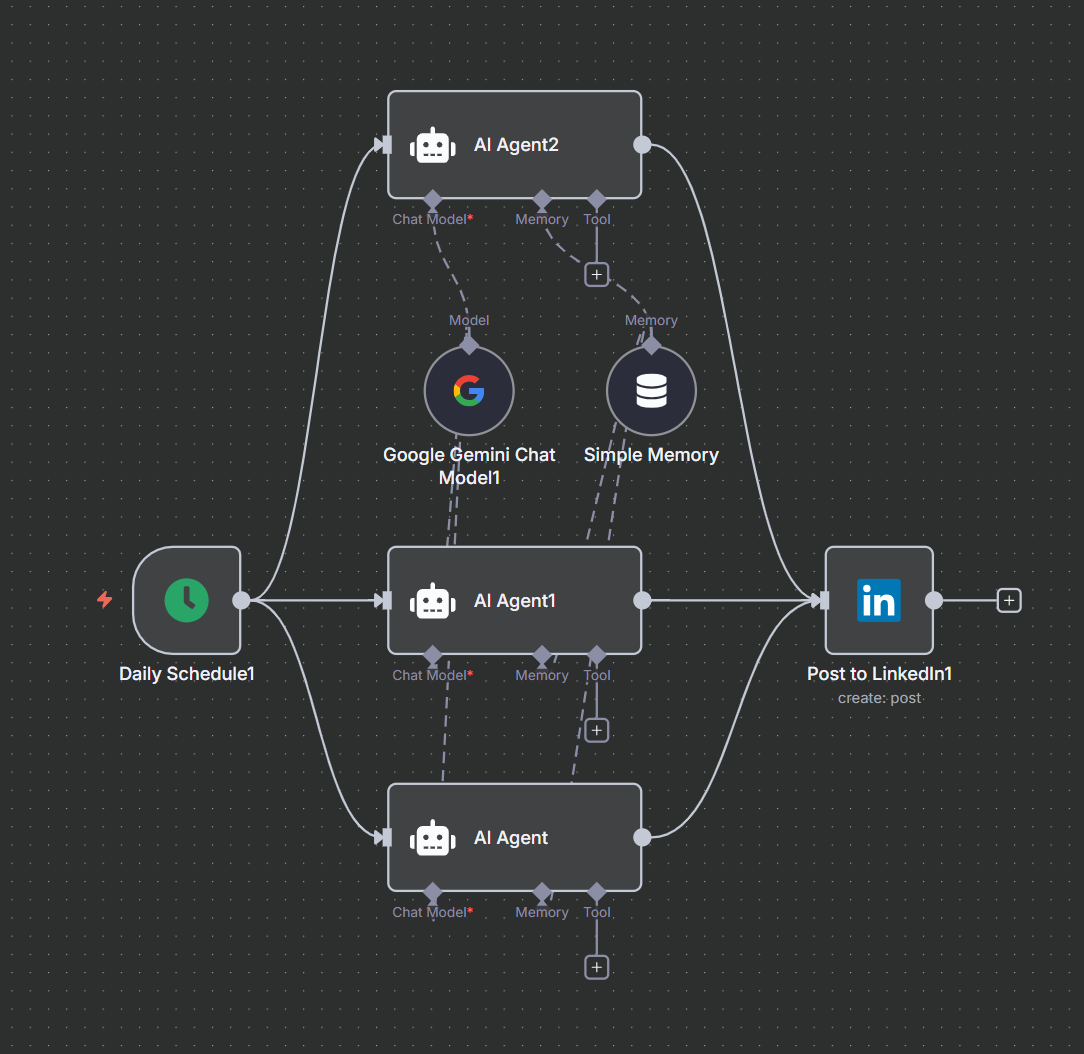 AI Agent2
Chat Model*
Memory
Tool
Model
Memory
Google Gemini Chat
Model1
Simple Memory
Daily Schedule1
AI Agent1
Chat Model*
Memory
Tool
in
Post to LinkedIn1
create: post
AI Agent
Chat Model*
Memory
Tool